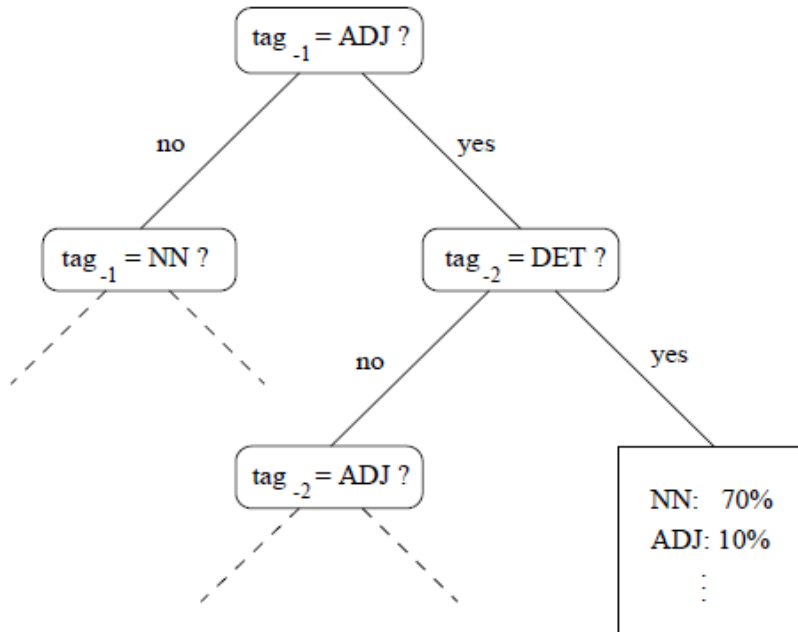 tag -1 = ADJ ?
no
yes
tag -1 = NN ?
tag -2 = DET ?
no
yes
tag -2 = ADJ ?
NN: 70%
ADJ: 10%